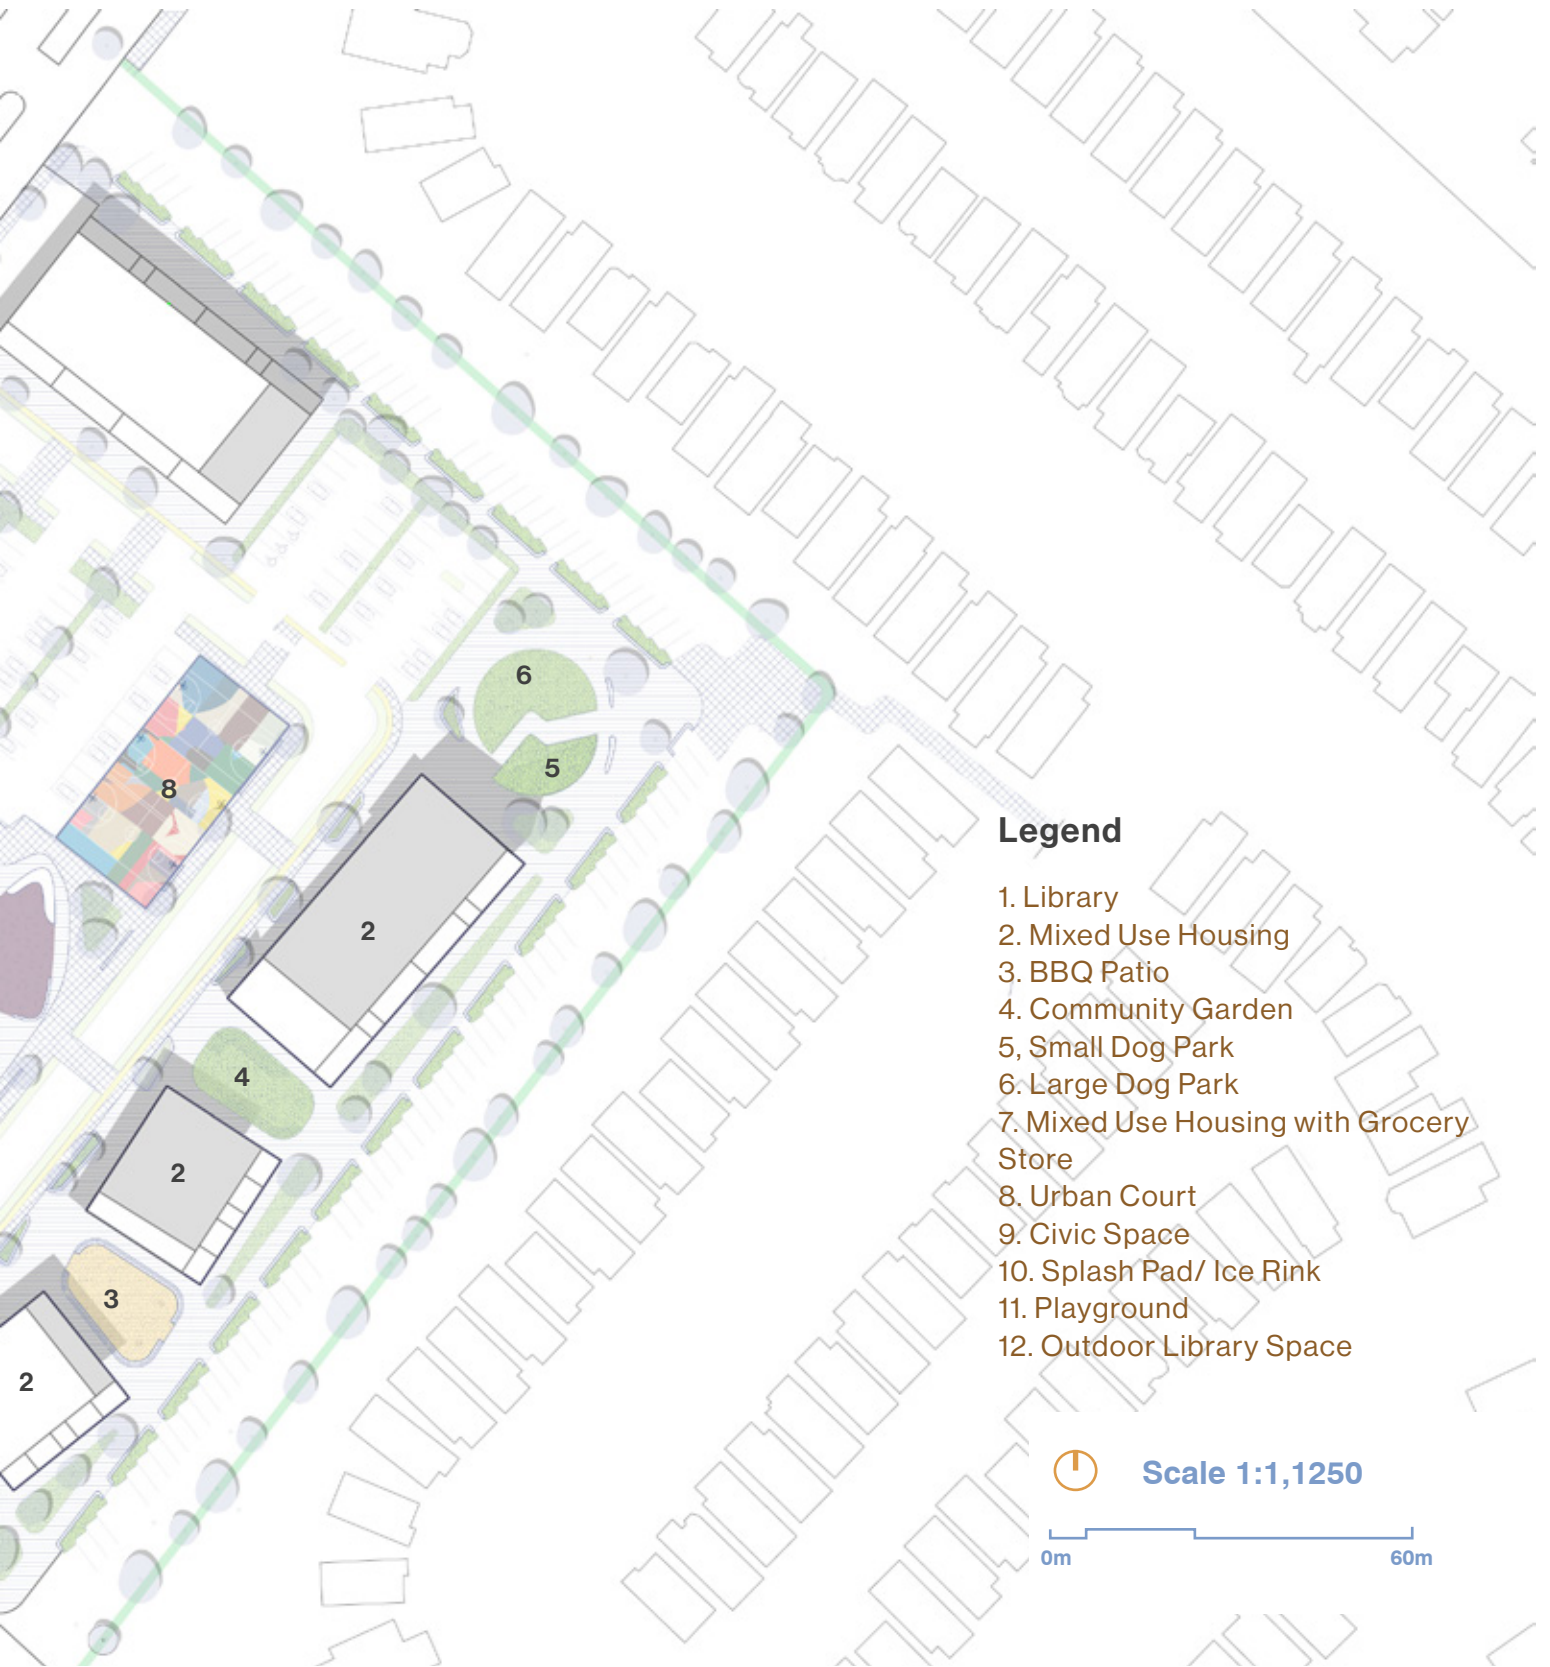 6
5
8
2
4
2
3
2
Legend
1. Library
2. Mixed Use Housing
3. BBQ Patio
4. Community Garden
5, Small Dog Park
6. Large Dog Park
7. Mixed Use Housing with Grocery
Store
8. Urban Court
9. Civic Space
10. Splash Pad/ Ice Rink
11. Playground
12. Outdoor Library Space
Scale 1:1,1250
0m 60m